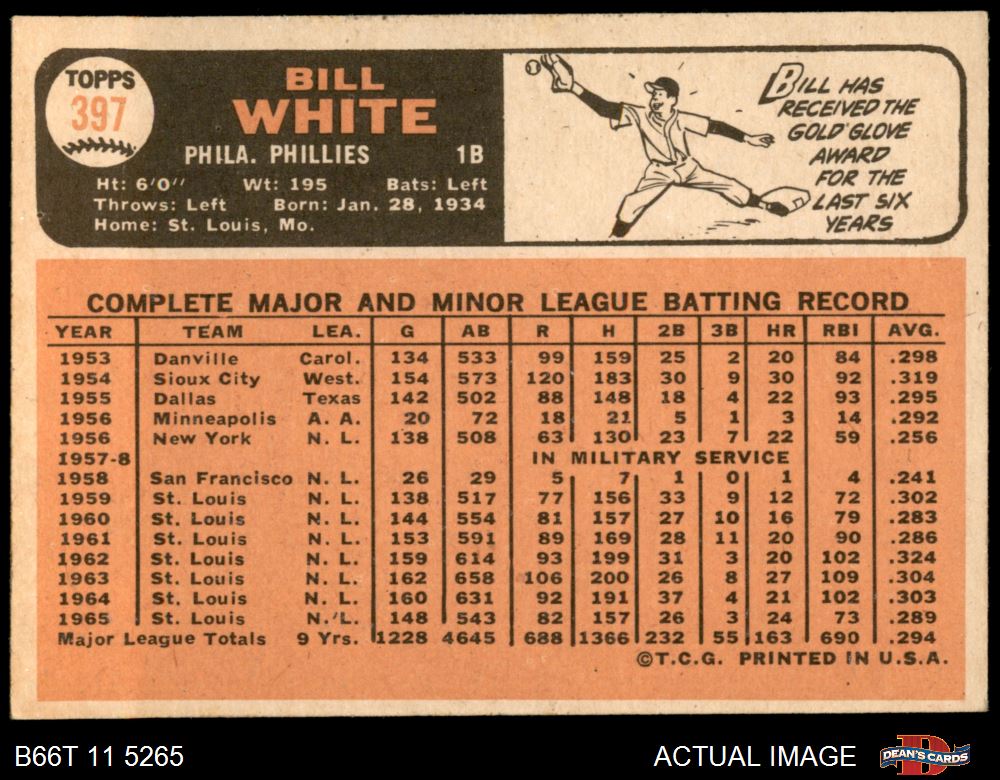 TOPPS
397
BILL
WHITE
PHILA. PHILLIES 1B
Ht: 6'0" Wt: 195 Bats: Left
Throws: Left Born: Jan. 28, 1934
Home: St. Louis, Mo.
BILL HAS
RECEIVED THE
GOLD GLOVE
AWARD
FOR THE
LAST SIX
YEARS
COMPLETE MAJOR AND MINOR LEAGUE BATTING RECORD
YEAR TEAM LEA. G AB R H 2B 3B HR RBI AVG.
1953 Danville Carol. 134 533 99 159 25 2 20 84 .298
1954 Sioux City West. 154 573 120 183 30 9 30 92 .319
1955 Dallas Texas 142 502 88 148 18 4 22 93 .295
1956 Minneapolis A. A. 20 72 18 21 5 1 3 14 .292
1956 New York N. L. 138 508 63 130 23 7 22 59 .256
1957-8 IN MILITARY SERVICE
1958 San Francisco N. L. 26 29 5 7 1 0 1 4 .241
1959 St. Louis N. L. 138 517 77 156 33 9 12 72 .302
1960 St. Louis N. L. 144 554 81 157 27 10 16 79 .283
1961 St. Louis N. L. 153 591 89 169 28 11 20 90 .286
1962 St. Louis N. L. 159 614 93 199 31 3 20 102 .324
1963 St. Louis N. L. 162 658 106 200 26 8 27 109 .304
1964 St. Louis N. L. 160 631 92 191 37 4 21 102 .303
1965 St. Louis N. L. 148 543 82 157 26 3 24 73 .289
Major League Totals 9 Yrs. 1228 4645 688 1366 232 55 163 690 .294
©T.C.G. PRINTED IN U.S.A.
B66T 11 5265
ACTUAL IMAGE
DEAN'S CARDS